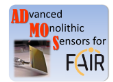 ADvanced
MOnolithic
Sensors for
FAIR